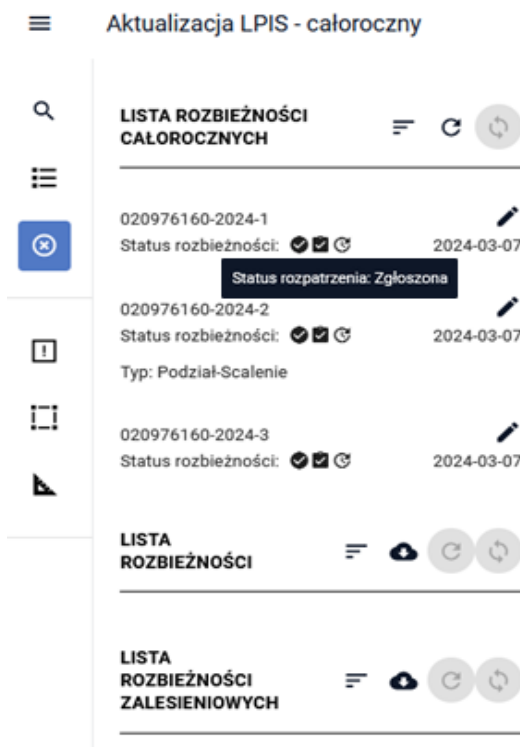 Aktualizacja LPIS - całoroczny
LISTA ROZBIEŻNOŚCI
CAŁOROCZNYCH
020976160-2024-1
Status rozbieżności: 2024-03-07
Status rozpatrzenia: Zgłoszona
020976160-2024-2
Status rozbieżności: 2024-03-07
Typ: Podział-Scalenie
020976160-2024-3
Status rozbieżności: 2024-03-07
LISTA
ROZBIEŻNOŚCI
LISTA
ROZBIEŻNOŚCI
ZALESIENIOWYCH